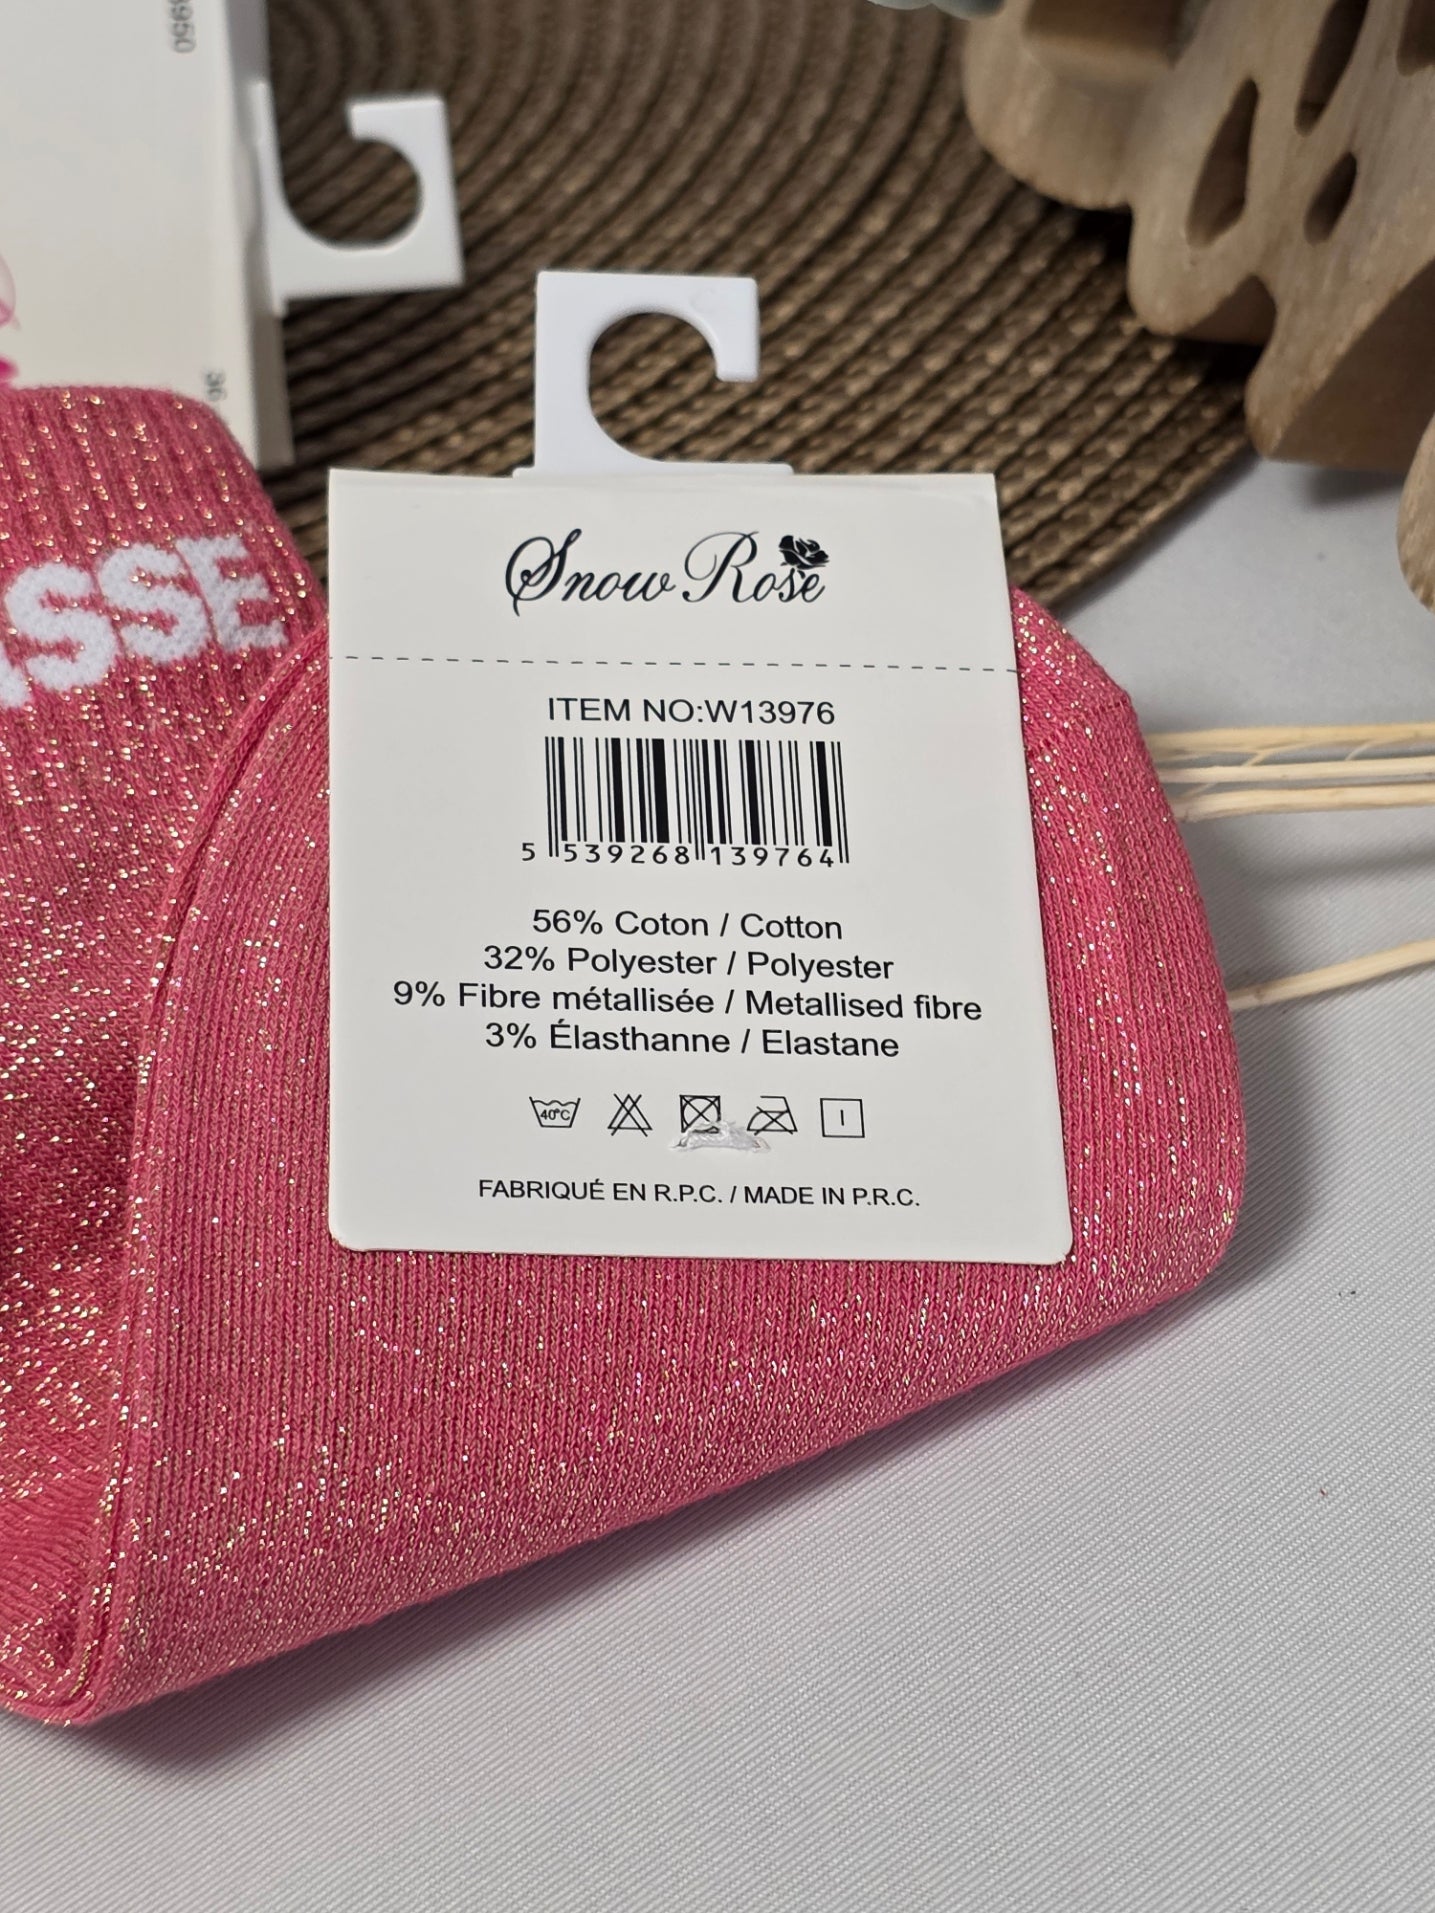 Snow Rose
ITEM NO:W13976
5 539268 139764
56% Coton / Cotton
32% Polyester / Polyester
9% Fibre métallisée / Metallised fibre
3% Élasthanne / Elastane
40°C
FABRIQUÉ EN R.P.C. / MADE IN P.R.C.
ASSE